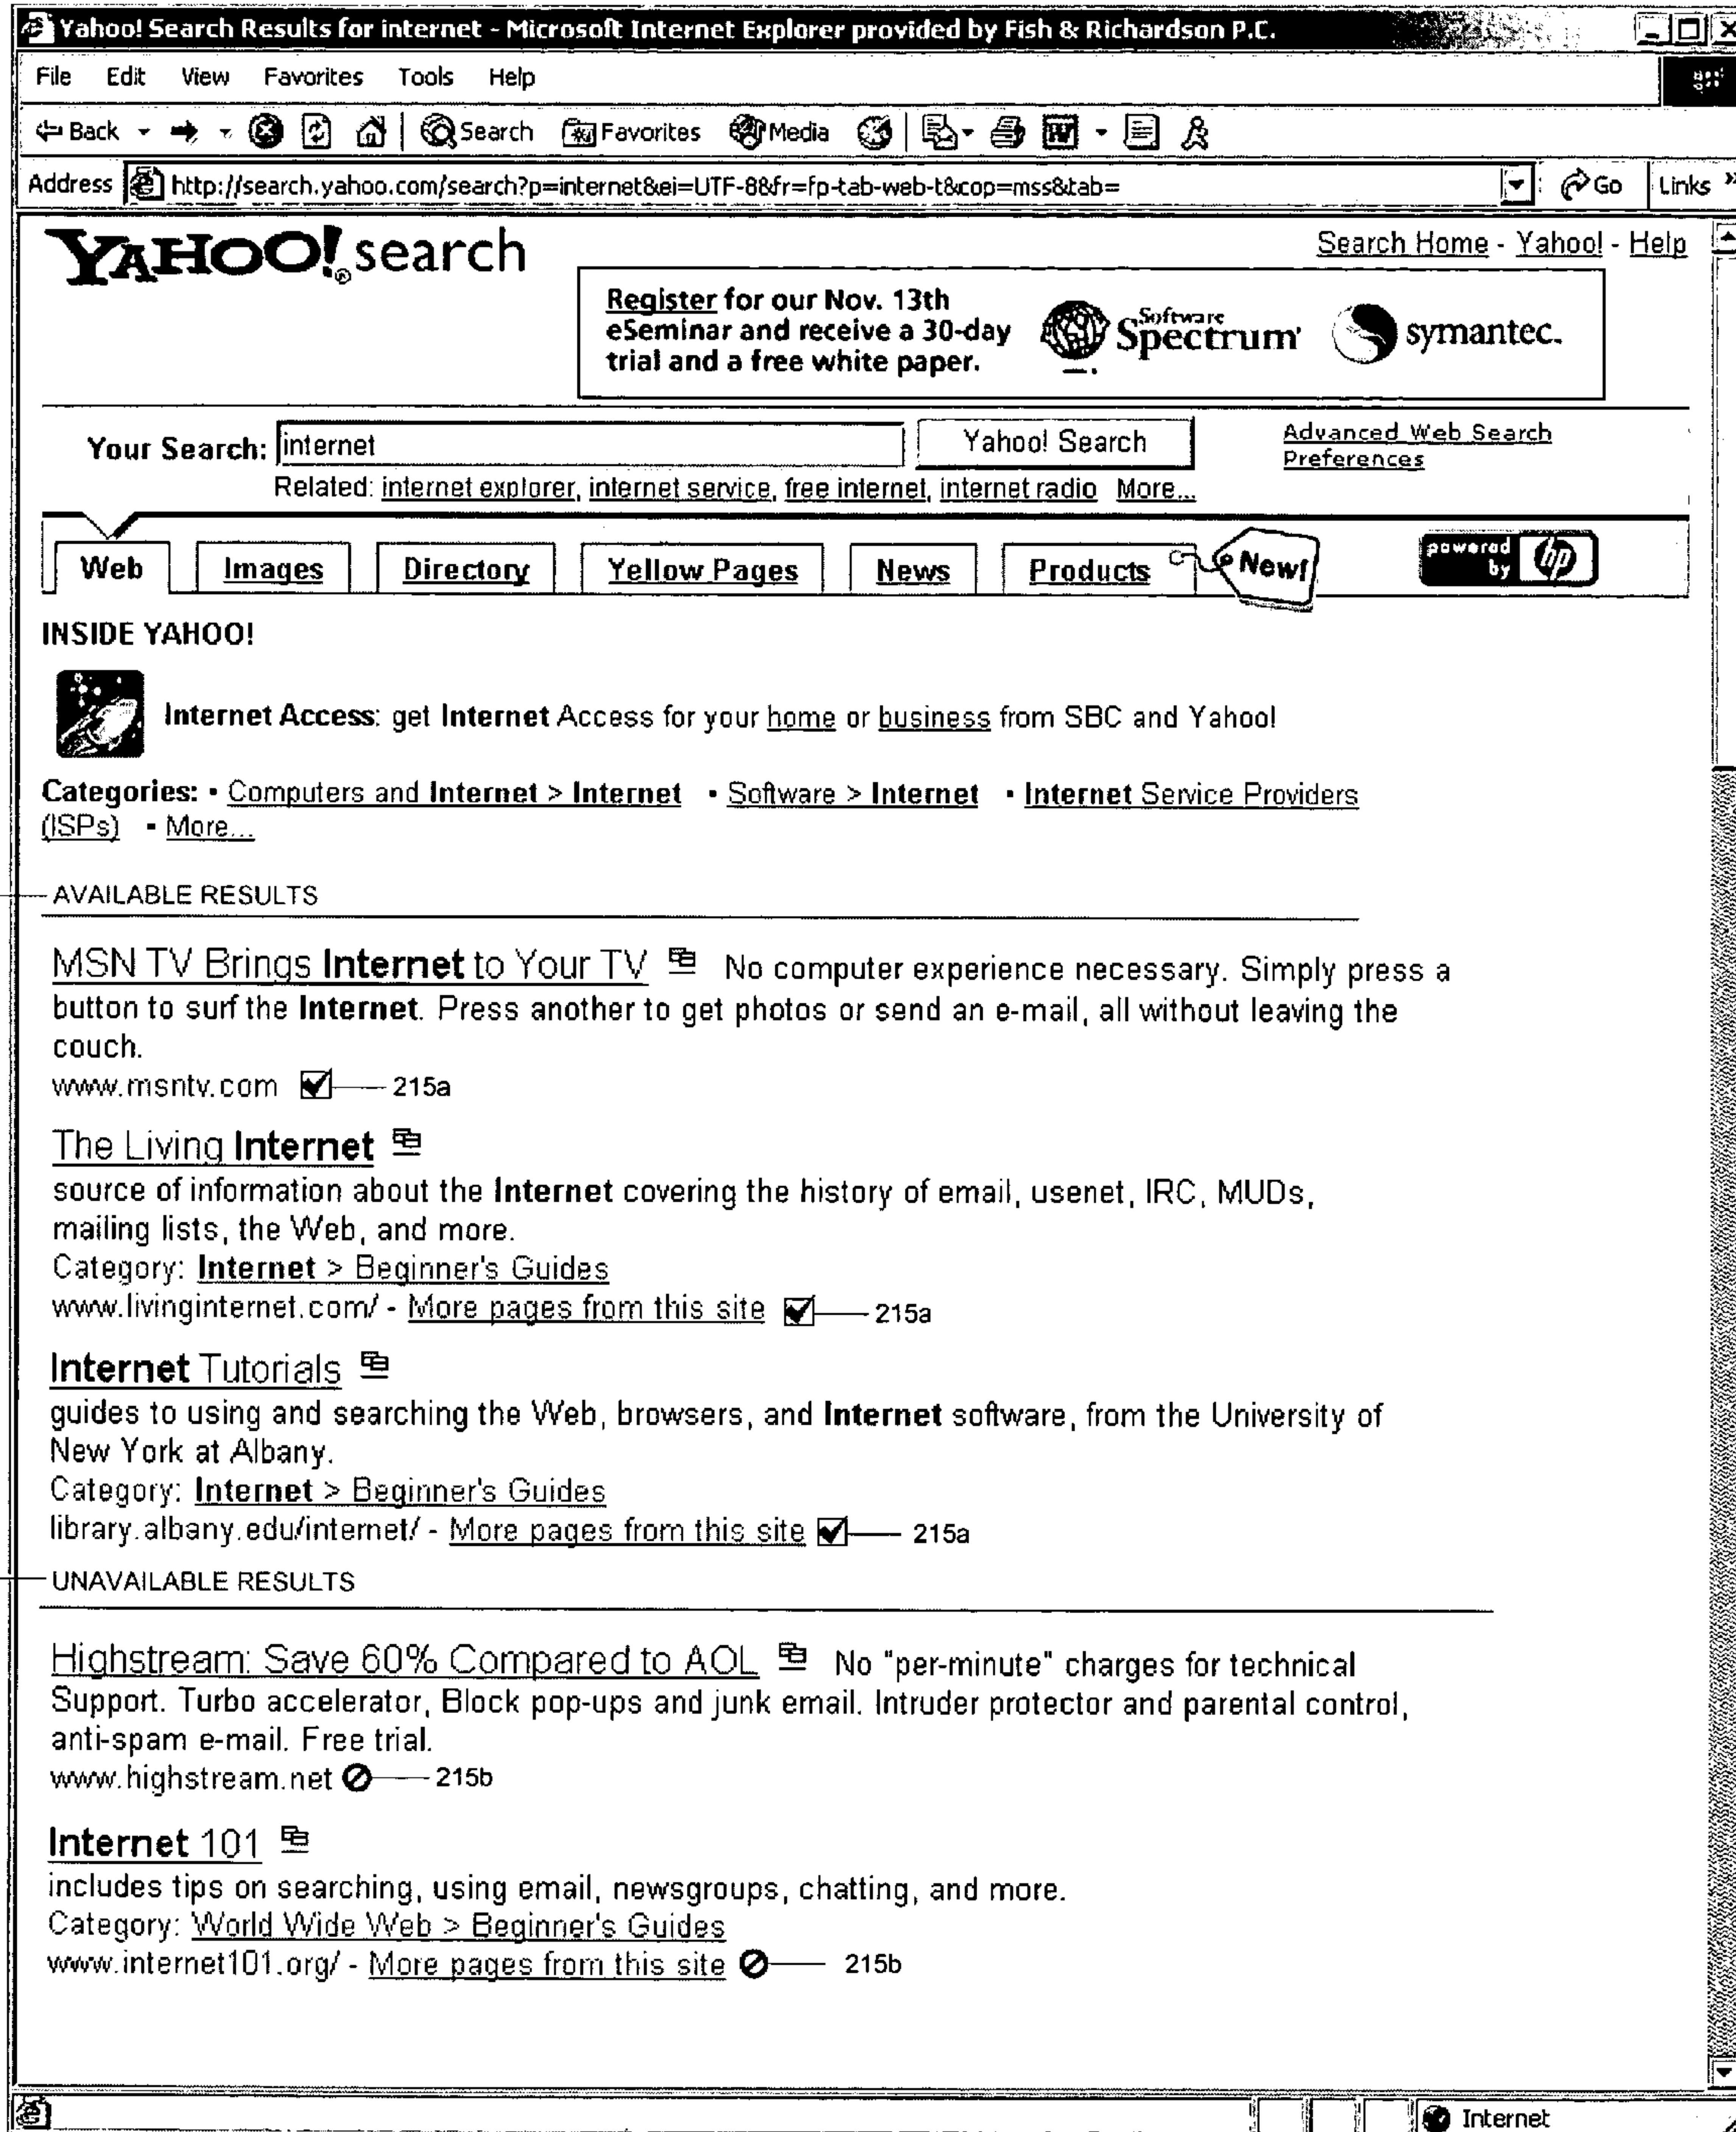 Yahoo! Search Results for internet - Microsoft Internet Explorer provided by Fish & Richardson P.C.
File Edit View Favorites Tools Help
Back Search Favorites Media
Address http://search.yahoo.com/search?p=internet&ei=UTF-8&fr=fp-tab-web-t&cop=mss&tab= Go Links »
YAHOO!® search
Search Home - Yahoo! - Help
Register for our Nov. 13th
eSeminar and receive a 30-day
trial and a free white paper.
Software
Spectrum
symantec.
Your Search: internet Yahoo! Search
Advanced Web Search
Preferences
Related: internet explorer, internet service, free internet, internet radio More...
Web Images Directory Yellow Pages News Products New!
powered
by hp
INSIDE YAHOO!
Internet Access: get Internet Access for your home or business from SBC and Yahoo!
Categories: ▪ Computers and Internet > Internet ▪ Software > Internet ▪ Internet Service Providers
(ISPs) ▪ More...
AVAILABLE RESULTS
MSN TV Brings Internet to Your TV No computer experience necessary. Simply press a
button to surf the Internet. Press another to get photos or send an e-mail, all without leaving the
couch.
www.msntv.com 215a
The Living Internet
source of information about the Internet covering the history of email, usenet, IRC, MUDs,
mailing lists, the Web, and more.
Category: Internet > Beginner's Guides
www.livinginternet.com/ - More pages from this site 215a
Internet Tutorials
guides to using and searching the Web, browsers, and Internet software, from the University of
New York at Albany.
Category: Internet > Beginner's Guides
library.albany.edu/internet/ - More pages from this site 215a
UNAVAILABLE RESULTS
Highstream: Save 60% Compared to AOL No "per-minute" charges for technical
Support. Turbo accelerator, Block pop-ups and junk email. Intruder protector and parental control,
anti-spam e-mail. Free trial.
www.highstream.net 215b
Internet 101
includes tips on searching, using email, newsgroups, chatting, and more.
Category: World Wide Web > Beginner's Guides
www.internet101.org/ - More pages from this site 215b
Internet